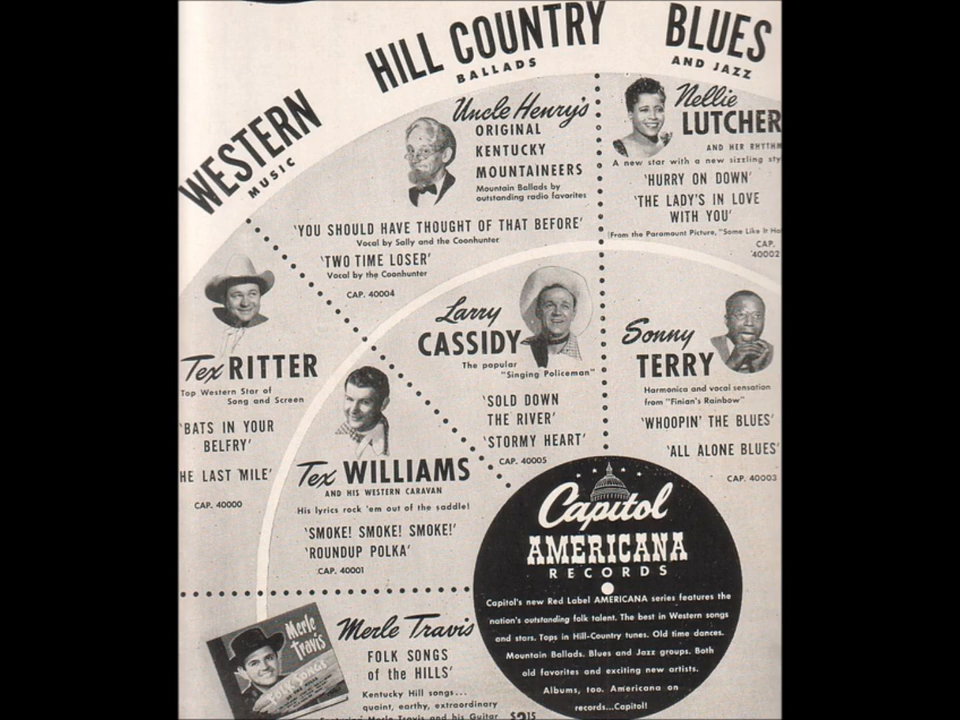 WESTERN
MUSIC
HILL COUNTRY
BALLADS
BLUES
AND JAZZ
Uncle Henry's
ORIGINAL
KENTUCKY
MOUNTAINEERS
Mountain Ballads by
outstanding radio favorites
'YOU SHOULD HAVE THOUGHT OF THAT BEFORE'
Vocal by Sally and the Coonhunter
'TWO TIME LOSER'
Vocal by the Coonhunter
CAP. 40004
Nellie
LUTCHER
AND HER RHYTHM
A new star with a new sizzling sty
'HURRY ON DOWN'
'THE LADY'S IN LOVE
WITH YOU'
(From the Paramount Picture, "Some Like It Ho
CAP.
40002
Tex RITTER
Top Western Star of
Song and Screen
'BATS IN YOUR
BELFRY'
HE LAST MILE'
CAP. 40000
Larry
CASSIDY
The popular
"Singing Policeman"
'SOLD DOWN
THE RIVER'
'STORMY HEART'
CAP. 40005
Sonny
TERRY
Harmonica and vocal sensation
from "Finian's Rainbow"
'WHOOPIN' THE BLUES'
'ALL ALONE BLUES'
CAP. 40003
Tex WILLIAMS
AND HIS WESTERN CARAVAN
His lyrics rock 'em out of the saddle!
'SMOKE! SMOKE! SMOKE!'
'ROUNDUP POLKA'
CAP. 40001
Capitol
AMERICANA
RECORDS
Capitol's new Red Label AMERICANA series features the
nation's outstanding folk talent. The best in Western songs
and stars. Tops in Hill-Country tunes. Old time dances.
Mountain Ballads. Blues and Jazz groups. Both
old favorites and exciting new artists.
Albums, too. Americana on
records...Capitol!
Merle
Travis
FOLK SONGS
Merle Travis
FOLK SONGS
of the HILLS'
Kentucky Hill songs...
quaint, earthy, extraordinary
Featuring Merle Travis and his Guitar
$2.15